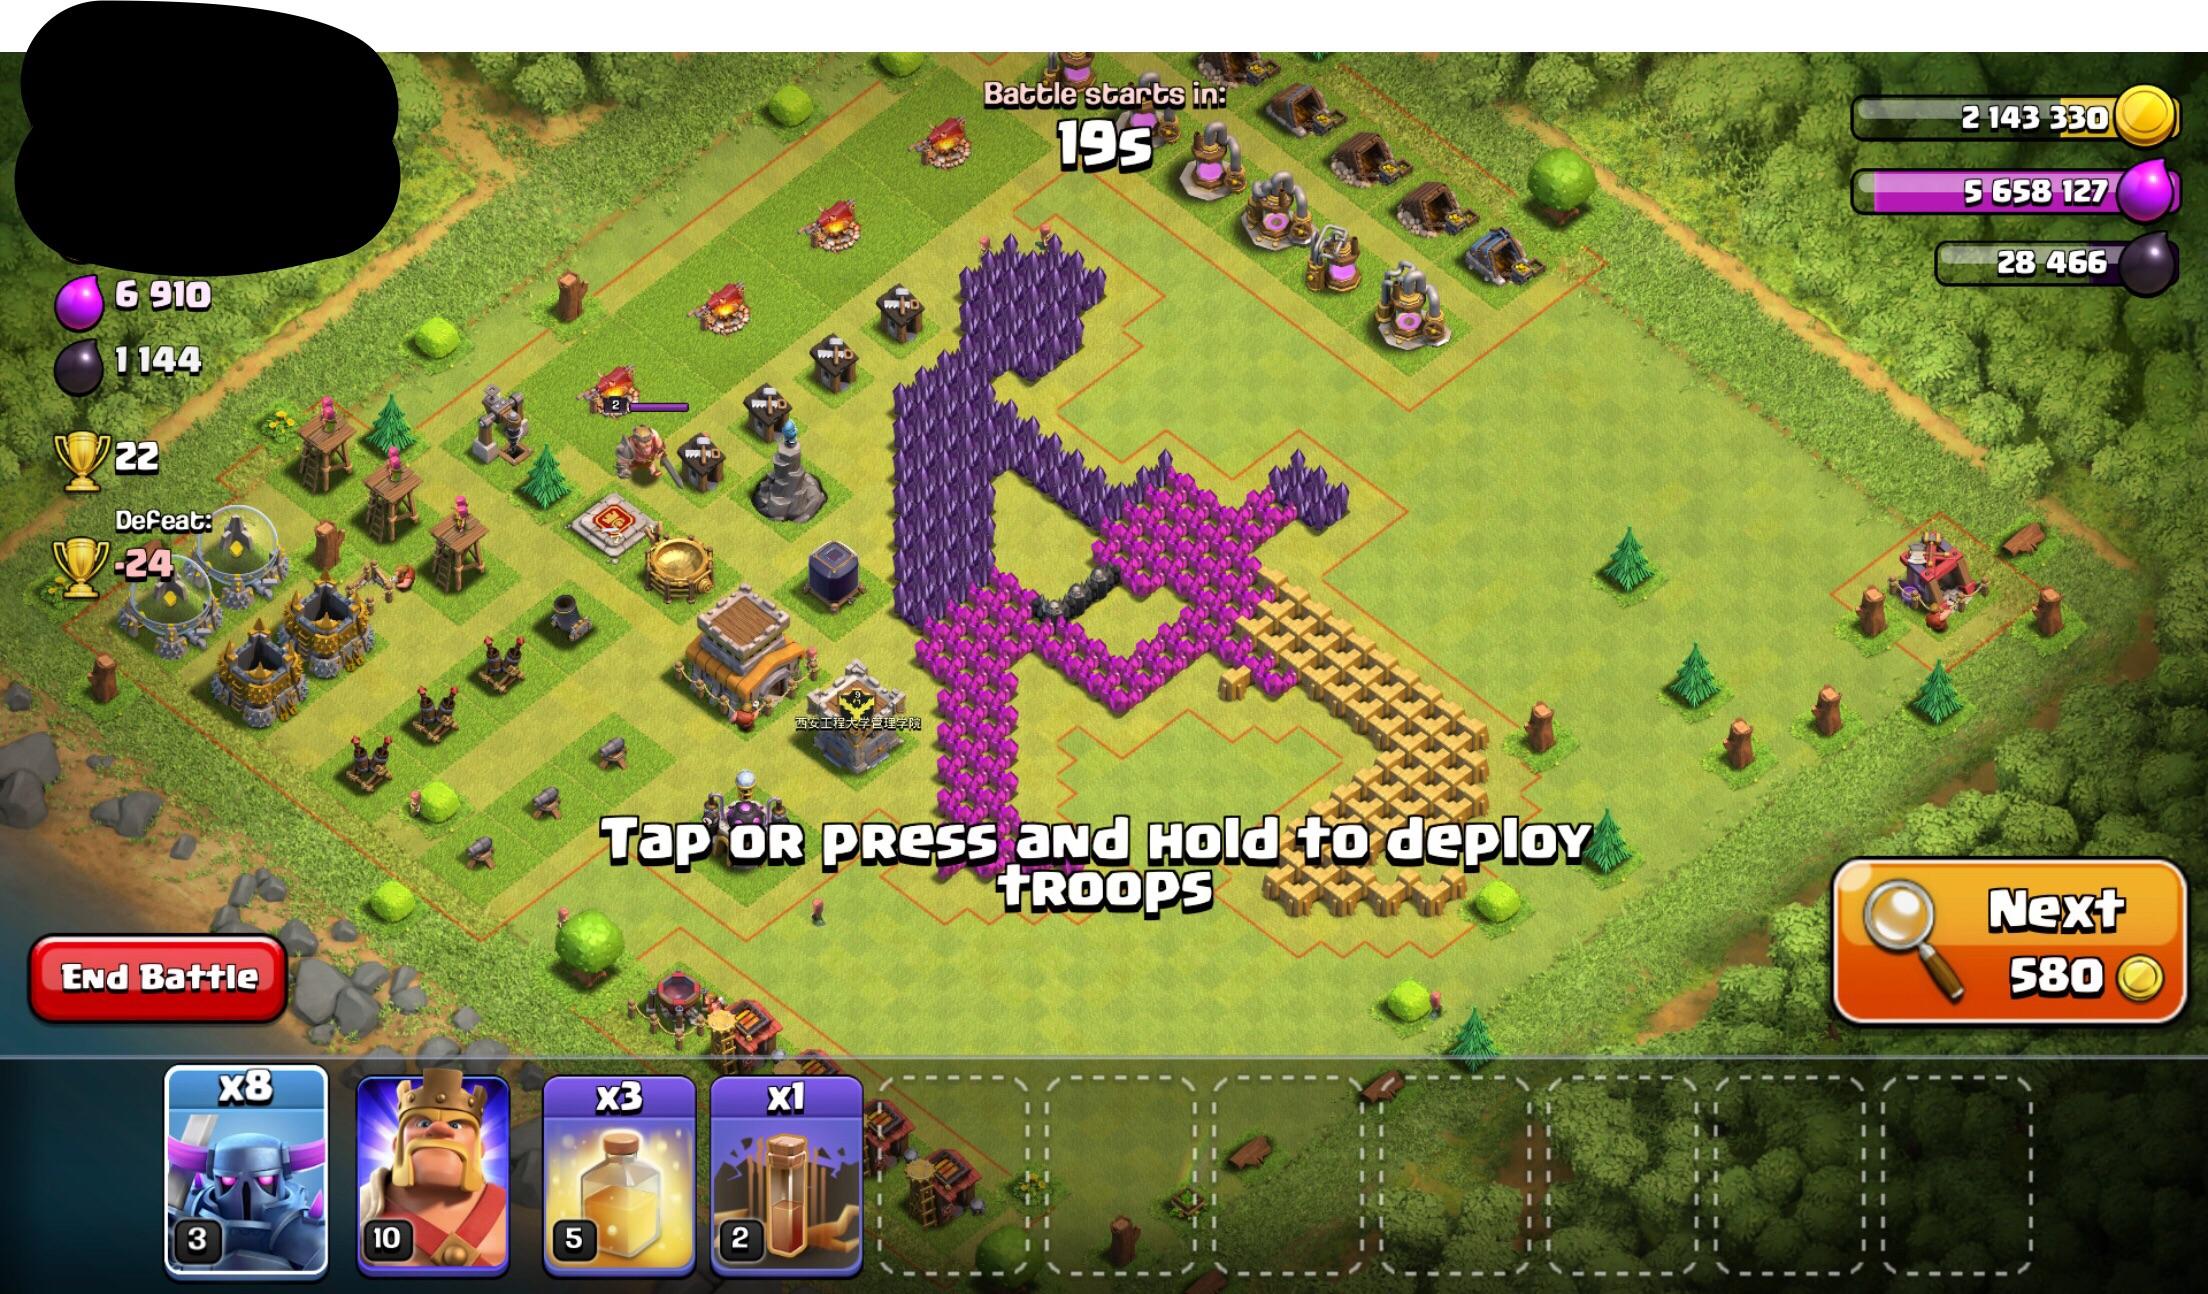 Battle starts in:
19s
2 143 330
5 658 127
28 466
6 910
1 144
22
Defeat:
-24
2
9
西安工程大学管理学院
Tap or press and hold to deploy
troops
End Battle
Next
580
x8
3
10
x3
5
x1
2